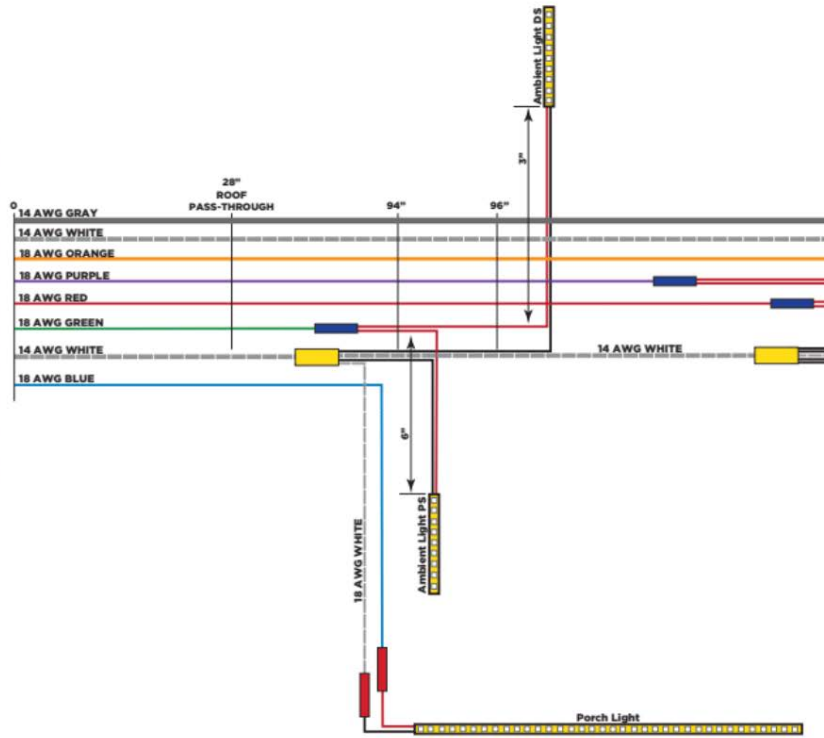 Ambient Light DS
3"
28"
ROOF
PASS-THROUGH
0
94"
96"
14 AWG GRAY
14 AWG WHITE
18 AWG ORANGE
18 AWG PURPLE
18 AWG RED
18 AWG GREEN
14 AWG WHITE
14 AWG WHITE
18 AWG BLUE
6"
18 AWG WHITE
Ambient Light PS
Porch Light